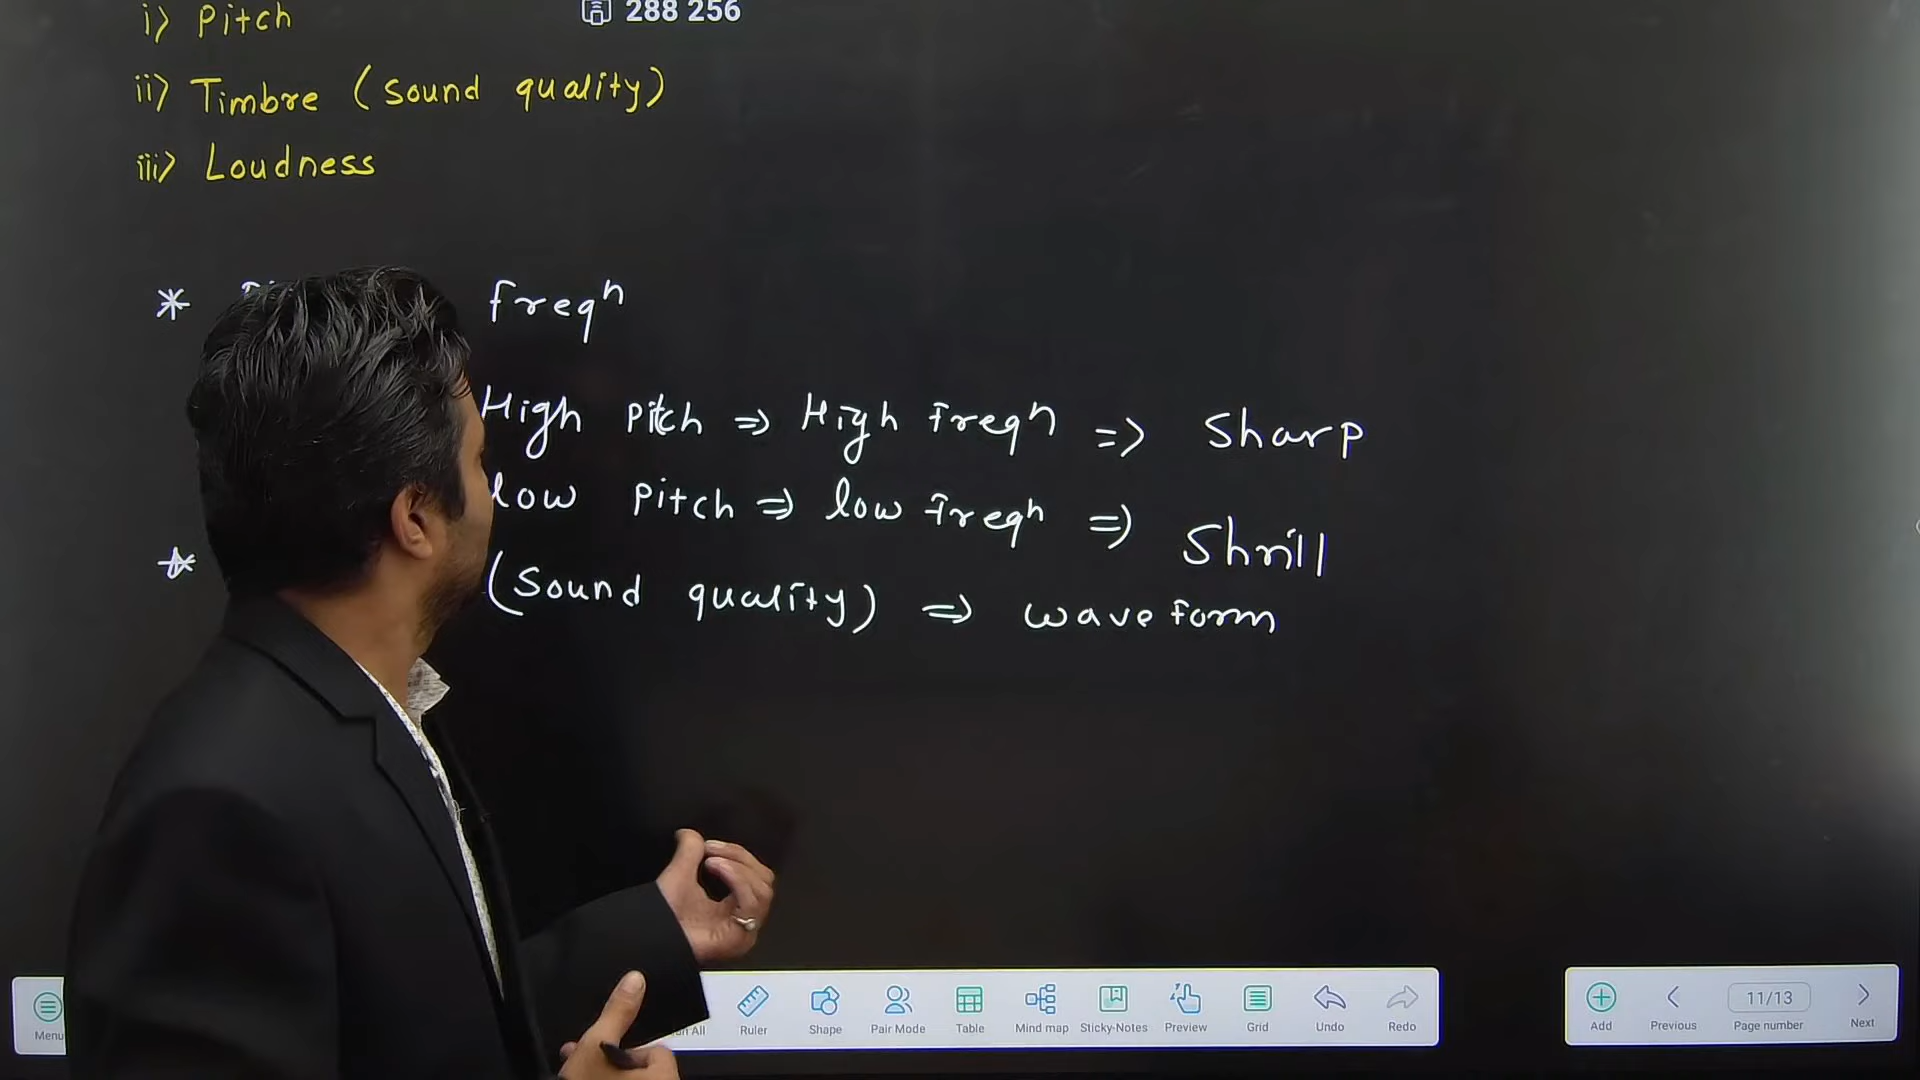 i) Pitch
288 256
ii) Timbre (Sound quality)
iii) Loudness
* freqn
High Pitch ⇒ High freqn => Sharp
low Pitch ⇒ low freqn ⇒ Shrill
* (Sound quality) ⇒ waveform
Menu
Ruler
Shape
Pair Mode
Table
Mind map
Sticky-Notes
Preview
Grid
Undo
Redo
Add
Previous
11/13
Page number
Next